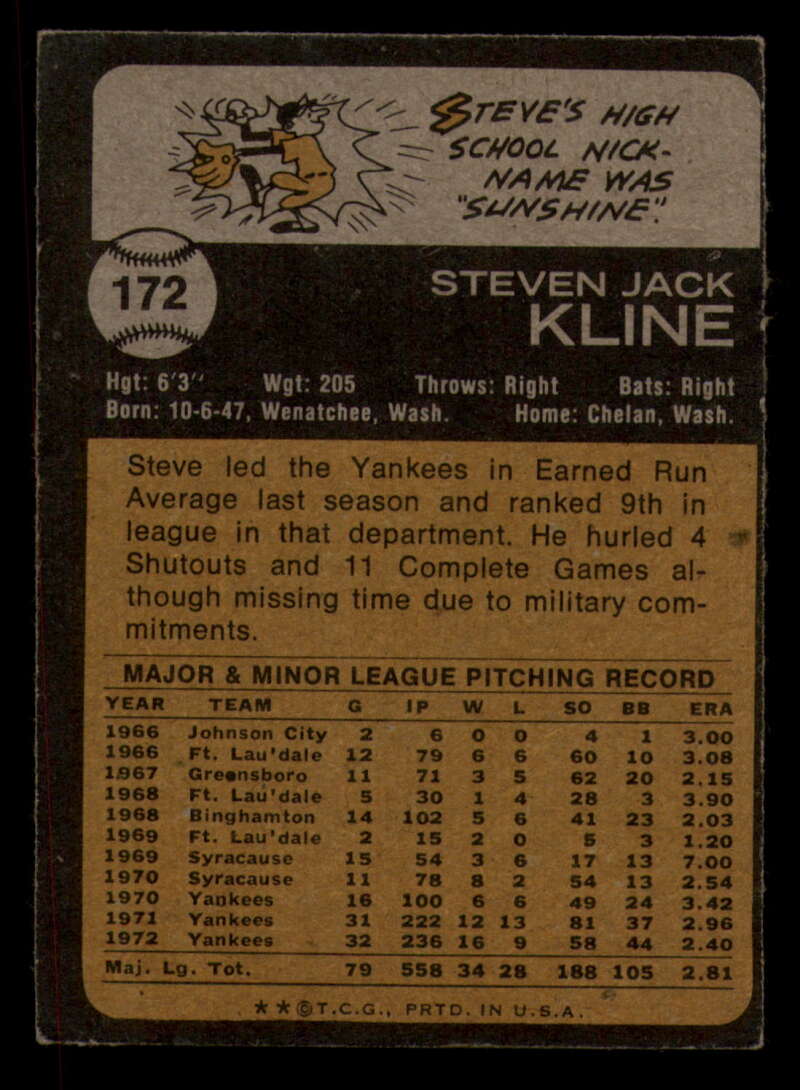 STEVE'S HIGH
SCHOOL NICK-
NAME WAS
"SUNSHINE".
172
STEVEN JACK
KLINE
Hgt: 6'3" Wgt: 205 Throws: Right Bats: Right
Born: 10-6-47, Wenatchee, Wash. Home: Chelan, Wash.
Steve led the Yankees in Earned Run
Average last season and ranked 9th in
league in that department. He hurled 4
Shutouts and 11 Complete Games al-
though missing time due to military com-
mitments.
MAJOR & MINOR LEAGUE PITCHING RECORD
YEAR TEAM G IP W L SO BB ERA
1966 Johnson City 2 6 0 0 4 1 3.00
1966 Ft. Lau'dale 12 79 6 6 60 10 3.08
1967 Greensboro 11 71 3 5 62 20 2.15
1968 Ft. Lau'dale 5 30 1 4 28 3 3.90
1968 Binghamton 14 102 5 6 41 23 2.03
1969 Ft. Lau'dale 2 15 2 0 5 3 1.20
1969 Syracause 15 54 3 6 17 13 7.00
1970 Syracause 11 78 8 2 54 13 2.54
1970 Yankees 16 100 6 6 49 24 3.42
1971 Yankees 31 222 12 13 81 37 2.96
1972 Yankees 32 236 16 9 58 44 2.40
Maj. Lg. Tot. 79 558 34 28 188 105 2.81
★ ★ © T.C.G., PRTD. IN U.S.A.